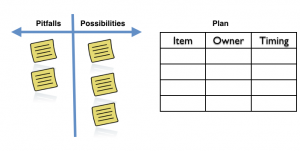 Pitfalls Possibilities
Plan
Item Owner Timing